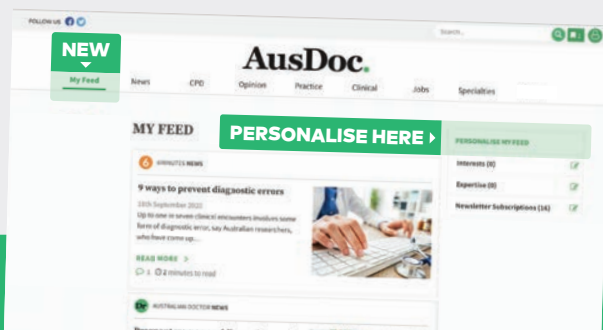 FOLLOW US
Search...
NEW
AusDoc.
My Feed News CPD Opinion Practice Clinical Jobs Specialties
MY FEED
PERSONALISE HERE
PERSONALISE MY FEED
6MINUTES NEWS
Interests (0)
Expertise (0)
Newsletter Subscriptions (16)
9 ways to prevent diagnostic errors
16th September 2022
Up to one in seven clinical encounters involves some
form of diagnostic error, say Australian researchers,
who have come up...
READ MORE >
1 2 minutes to read
Dr AUSTRALIAN DOCTOR NEWS